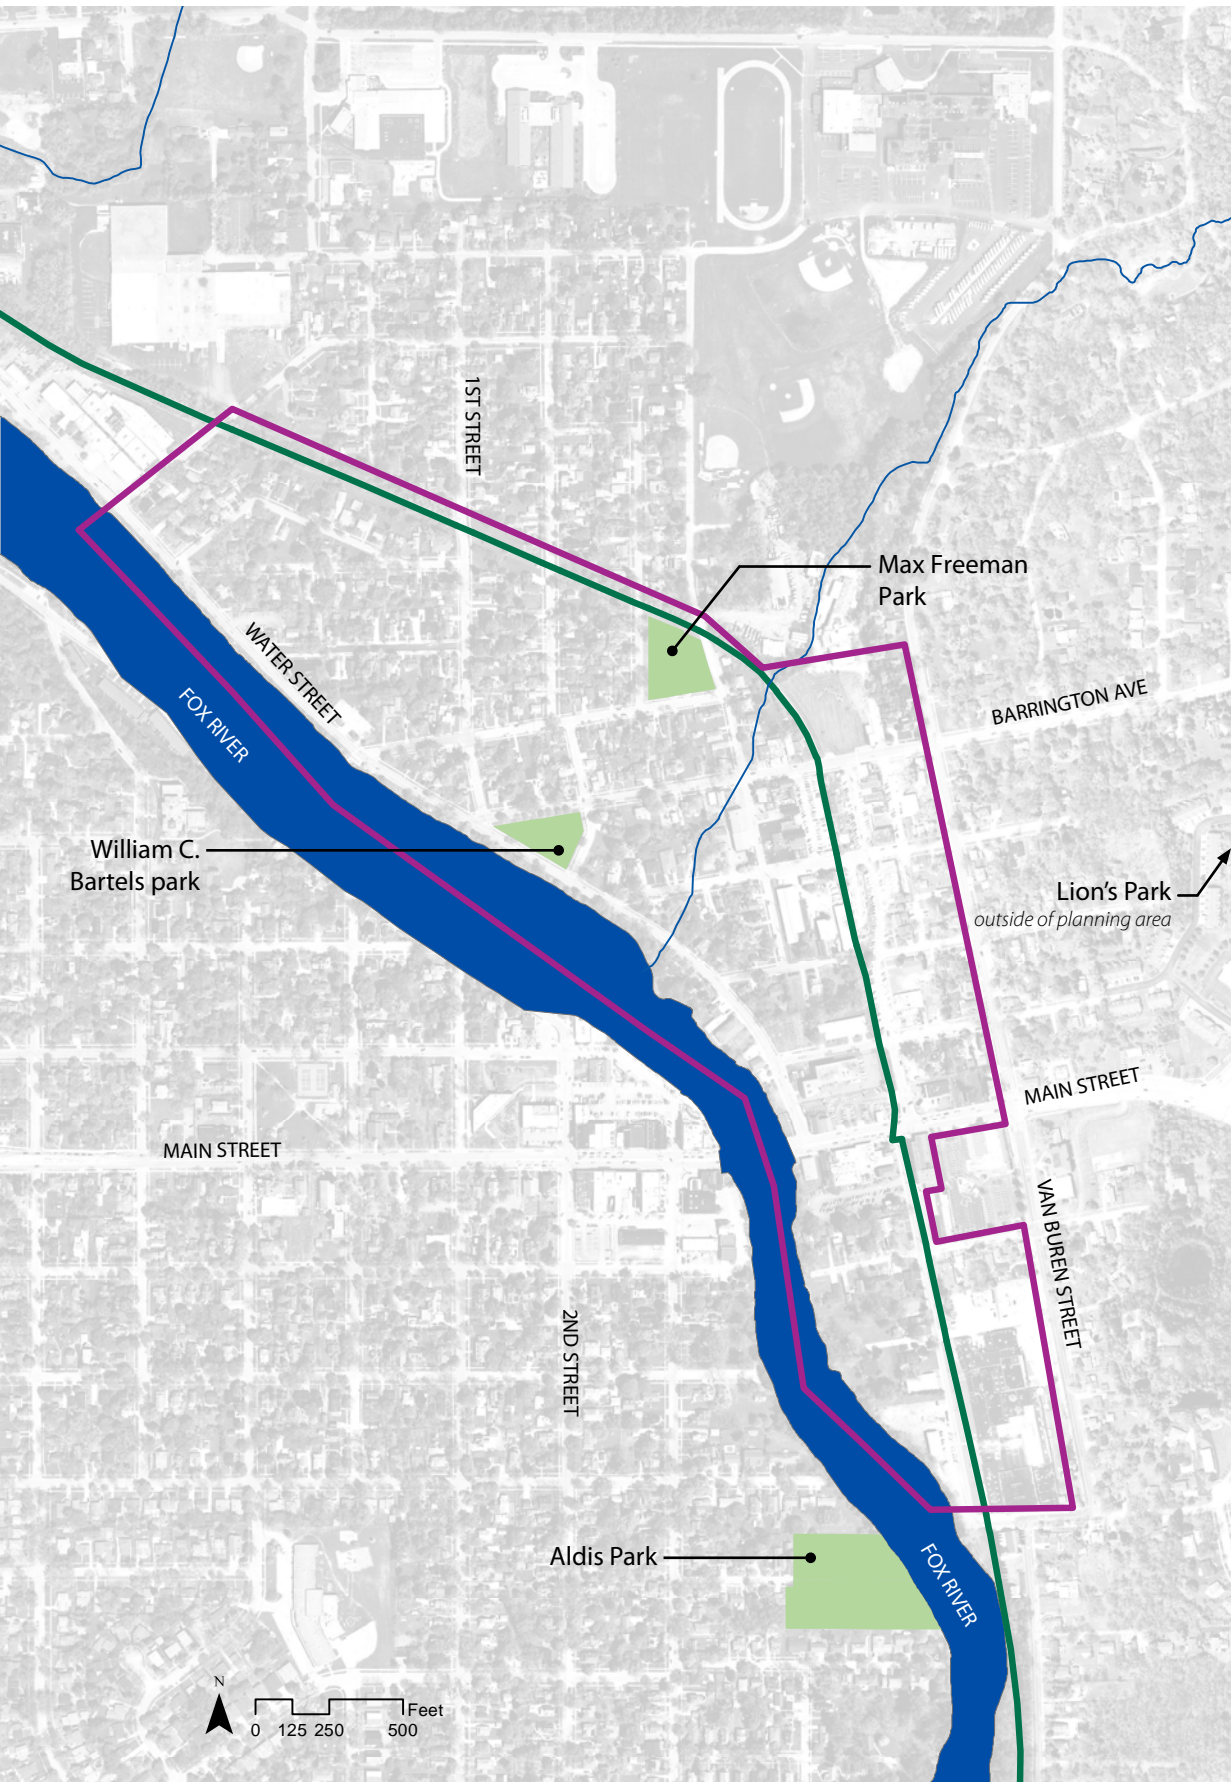 1ST STREET
Max Freeman
Park
WATER STREET
BARRINGTON AVE
FOX RIVER
William C.
Bartels park
Lion's Park
outside of planning area
MAIN STREET
MAIN STREET
VAN BUREN STREET
2ND STREET
Aldis Park
FOX RIVER
N
Feet
0 125 250 500